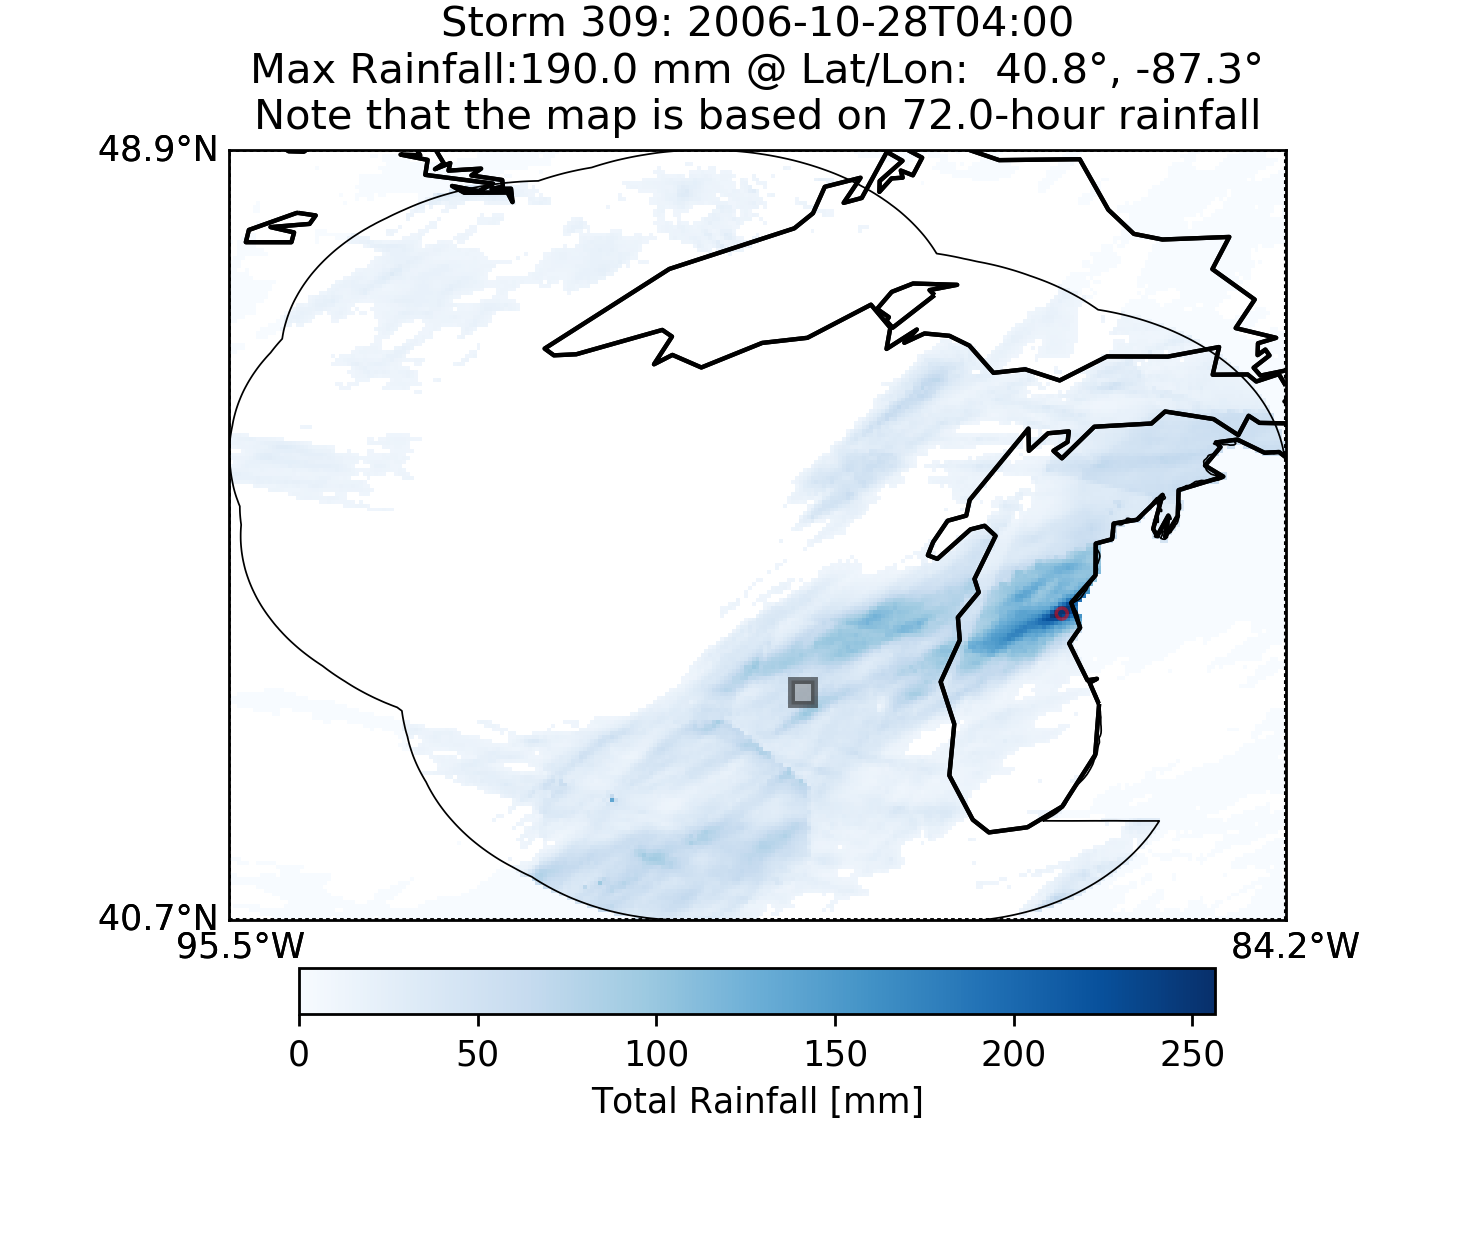 Storm 309: 2006-10-28T04:00
Max Rainfall:190.0 mm @ Lat/Lon:  40.8°, -87.3°
Note that the map is based on 72.0-hour rainfall
48.9°N
40.7°N
95.5°W
84.2°W
0
50
100
150
200
250
Total Rainfall [mm]